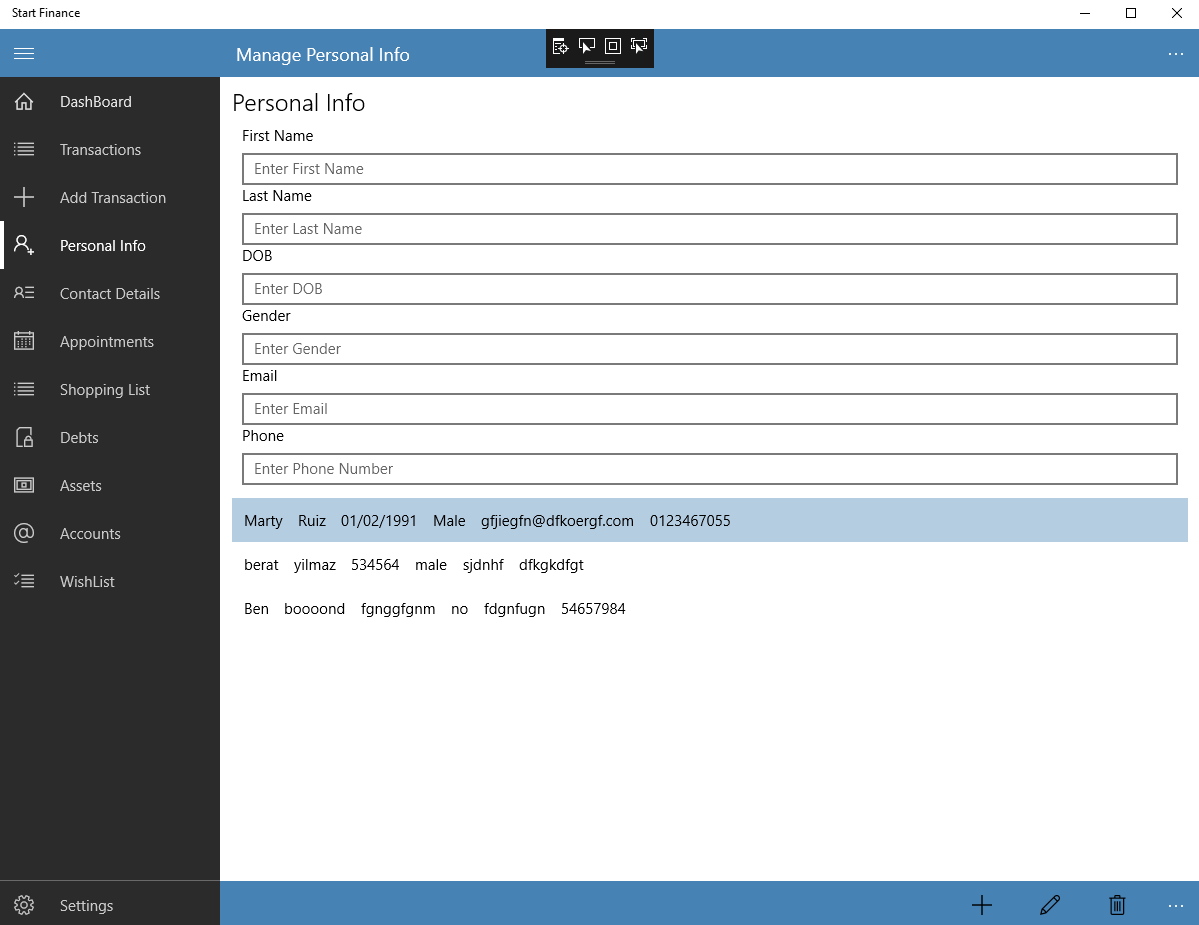 Start Finance
Manage Personal Info
...
DashBoard
Transactions
Add Transaction
Personal Info
Contact Details
Appointments
Shopping List
Debts
Assets
Accounts
WishList
Settings
Personal Info
First Name
Enter First Name
Last Name
Enter Last Name
DOB
Enter DOB
Gender
Enter Gender
Email
Enter Email
Phone
Enter Phone Number
Marty Ruiz 01/02/1991 Male gfjiegfn@dfkoergf.com 0123467055
berat yilmaz 534564 male sjdnhf dfkgkdfgt
Ben boooond fgnggfgnm no fdgnfugn 54657984
...